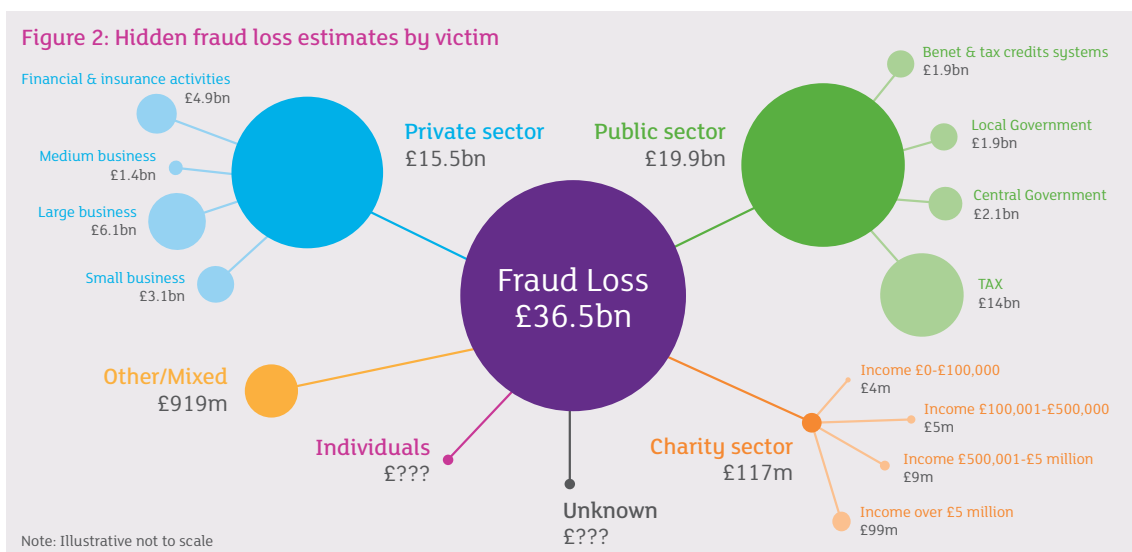 Figure 2: Hidden fraud loss estimates by victim
Financial & insurance activities
£4.9bn
Medium business
£1.4bn
Large business
£6.1bn
Small business
£3.1bn
Private sector
£15.5bn
Public sector
£19.9bn
Benet & tax credits systems
£1.9bn
Local Government
£1.9bn
Central Government
£2.1bn
TAX
£14bn
Fraud Loss
£36.5bn
Other/Mixed
£919m
Individuals
£???
Unknown
£???
Charity sector
£117m
Income £0-£100,000
£4m
Income £100,001-£500,000
£5m
Income £500,001-£5 million
£9m
Income over £5 million
£99m
Note: Illustrative not to scale